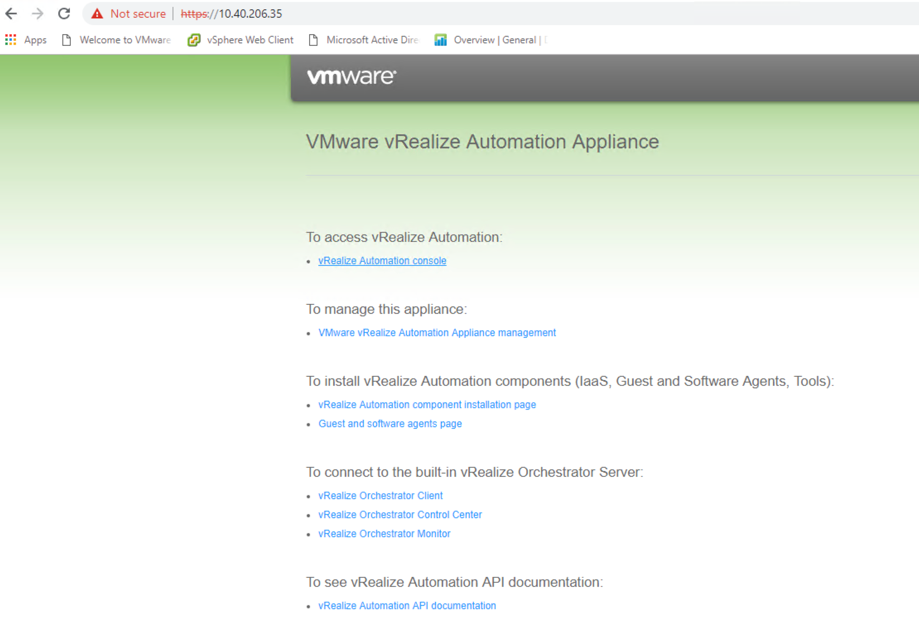 Not secure | https://10.40.206.35
Apps Welcome to VMware vSphere Web Client Microsoft Active Dire Overview | General |
vmware
VMware vRealize Automation Appliance
To access vRealize Automation:
• vRealize Automation console
To manage this appliance:
• VMware vRealize Automation Appliance management
To install vRealize Automation components (IaaS, Guest and Software Agents, Tools):
• vRealize Automation component installation page
• Guest and software agents page
To connect to the built-in vRealize Orchestrator Server:
• vRealize Orchestrator Client
• vRealize Orchestrator Control Center
• vRealize Orchestrator Monitor
To see vRealize Automation API documentation:
• vRealize Automation API documentation